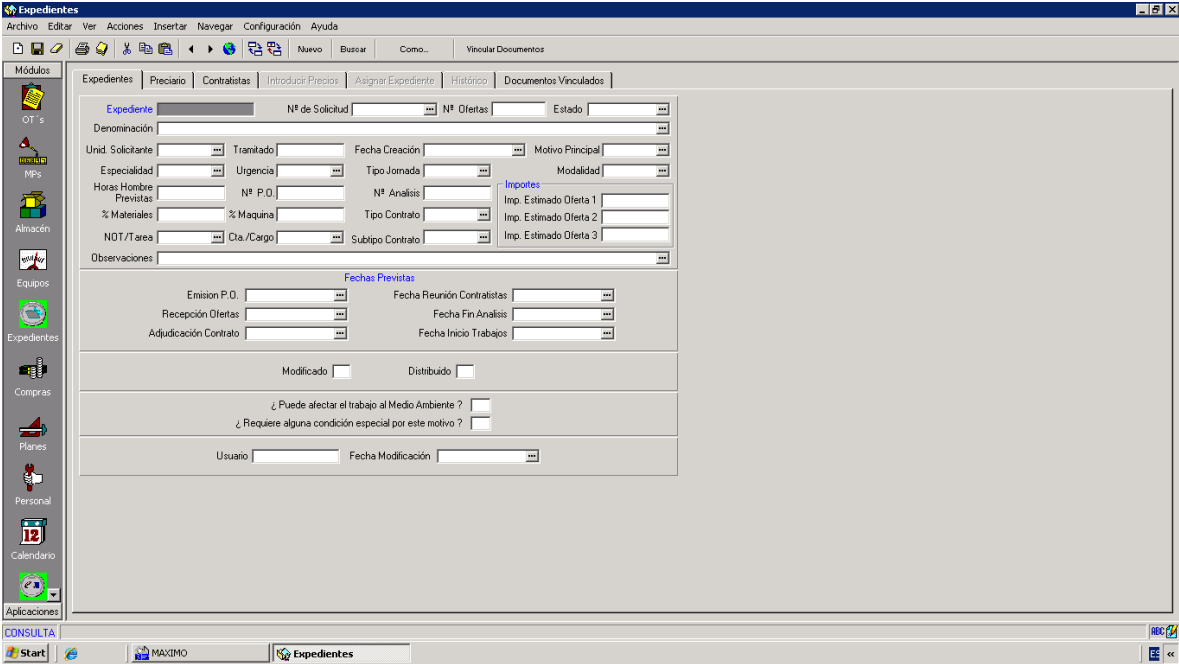 Expedientes
Archivo Editar Ver Acciones Insertar Navegar Configuración Ayuda
Nuevo Buscar Como... Vincular Documentos
Módulos
OT´s
MPs
Almacén
Equipos
Expedientes
Compras
Planes
Personal
12
Calendario
Aplicaciones
Expedientes Preciario Contratistas Introducir Precios Asignar Expediente Histórico Documentos Vinculados
Expediente Nº de Solicitud Nº Ofertas Estado
Denominación
Unid. Solicitante Tramitado Fecha Creación Motivo Principal
Especialidad Urgencia Tipo Jornada Modalidad
Horas Hombre
Previstas Nº P.O. Nº Analisis
Importes
Imp. Estimado Oferta 1
% Materiales % Maquina Tipo Contrato Imp. Estimado Oferta 2
NOT/Tarea Cta./Cargo Subtipo Contrato Imp. Estimado Oferta 3
Observaciones
Fechas Previstas
Emision P.O. Fecha Reunión Contratistas
Recepción Ofertas Fecha Fin Analisis
Adjudicación Contrato Fecha Inicio Trabajos
Modificado Distribuido
¿ Puede afectar el trabajo al Medio Ambiente ?
¿ Requiere alguna condición especial por este motivo ?
Usuario Fecha Modificación
CONSULTA ABC
Start MAXIMO Expedientes ES «